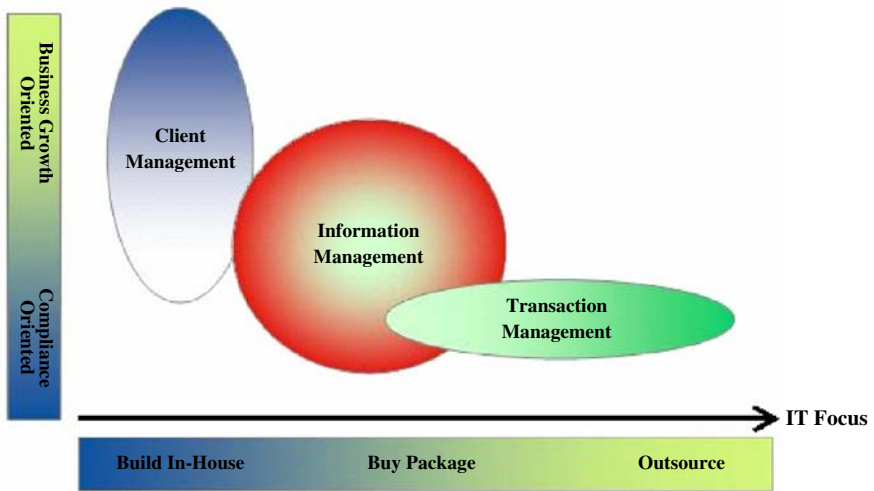 Business Growth
Oriented
Compliance
Oriented
Client
Management
Information
Management
Transaction
Management
IT Focus
Build In-House
Buy Package
Outsource